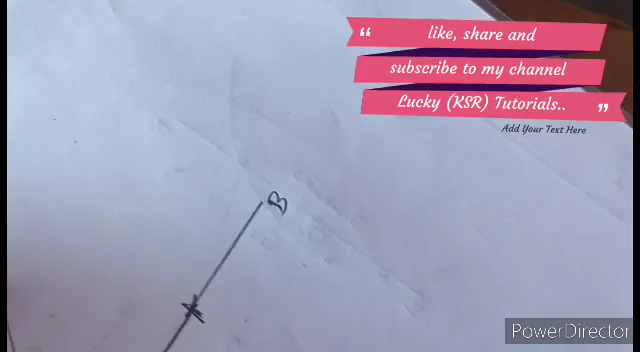 “ like, share and
subscribe to my channel
Lucky (KSR) Tutorials.. ”
Add Your Text Here
B
PowerDirector